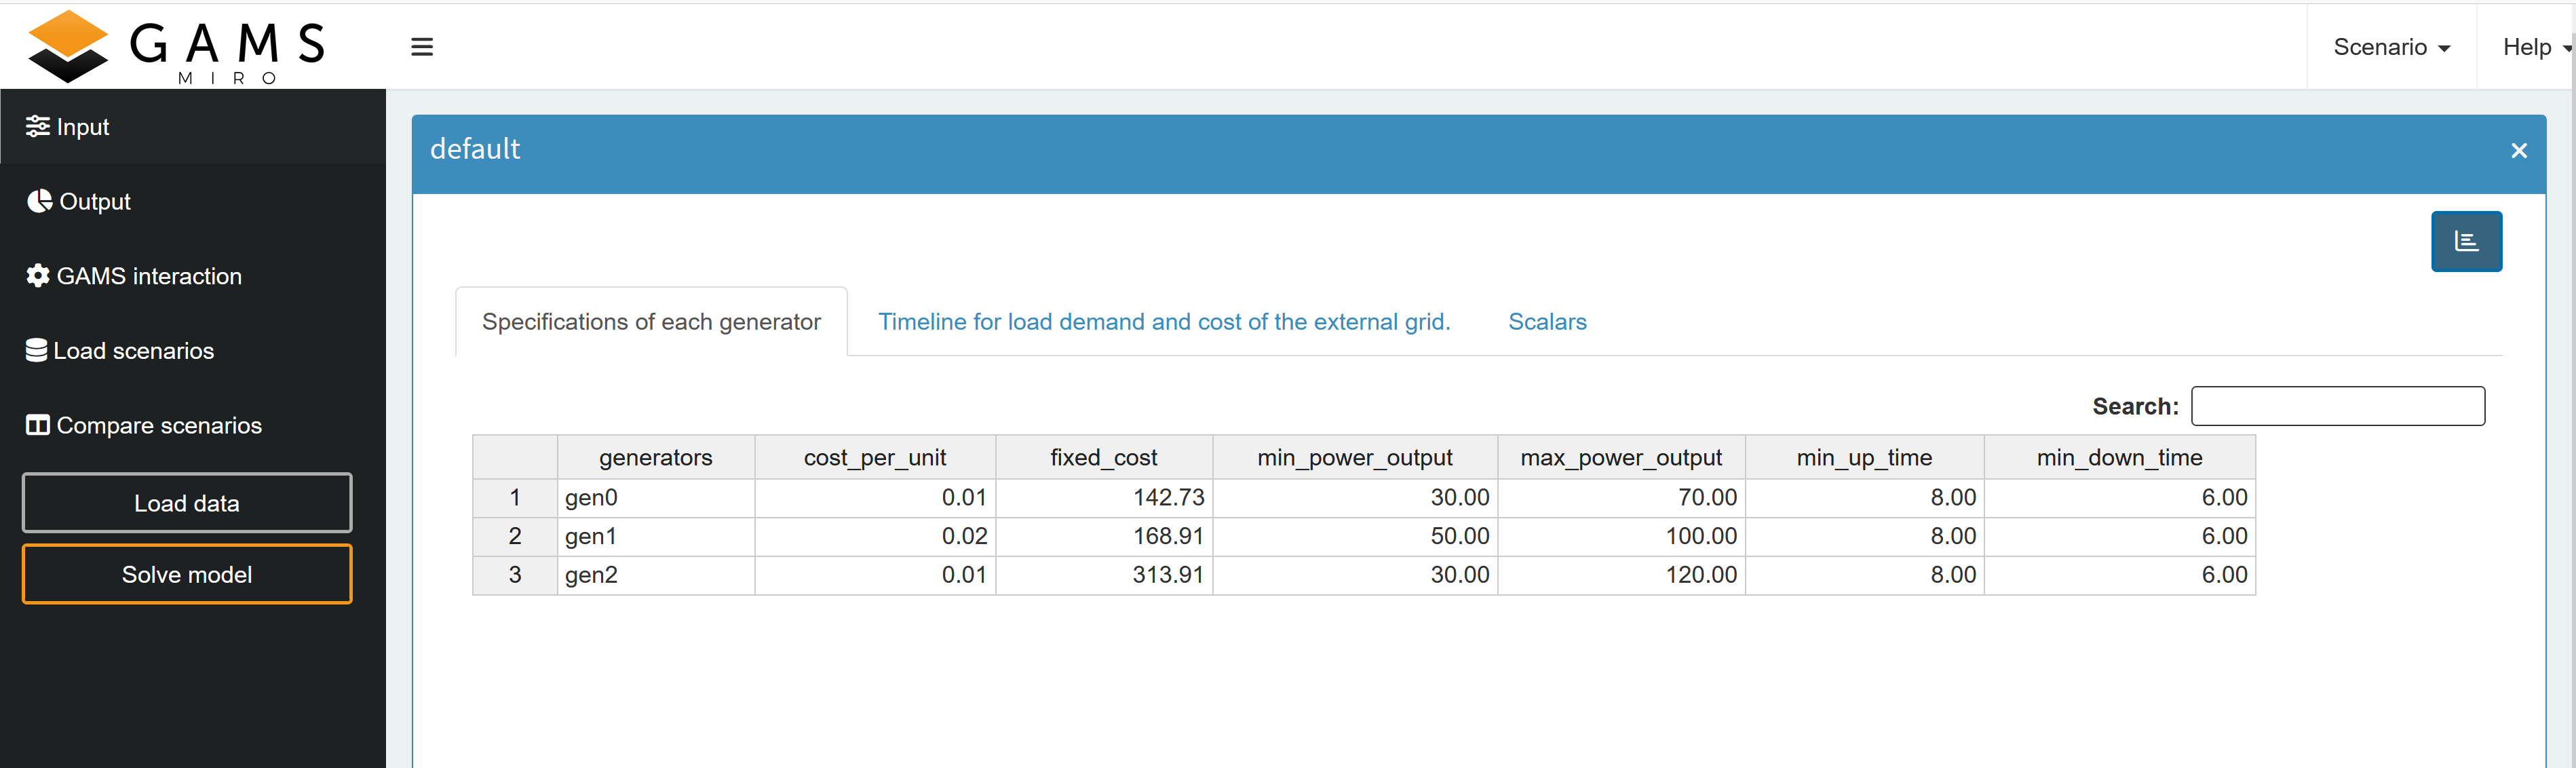 GAMS
MIRO
Scenario
Help
Input
Output
GAMS interaction
Load scenarios
Compare scenarios
Load data
Solve model
default
Specifications of each generator
Timeline for load demand and cost of the external grid.
Scalars
Search:
generators cost_per_unit fixed_cost min_power_output max_power_output min_up_time min_down_time
1 gen0 0.01 142.73 30.00 70.00 8.00 6.00
2 gen1 0.02 168.91 50.00 100.00 8.00 6.00
3 gen2 0.01 313.91 30.00 120.00 8.00 6.00